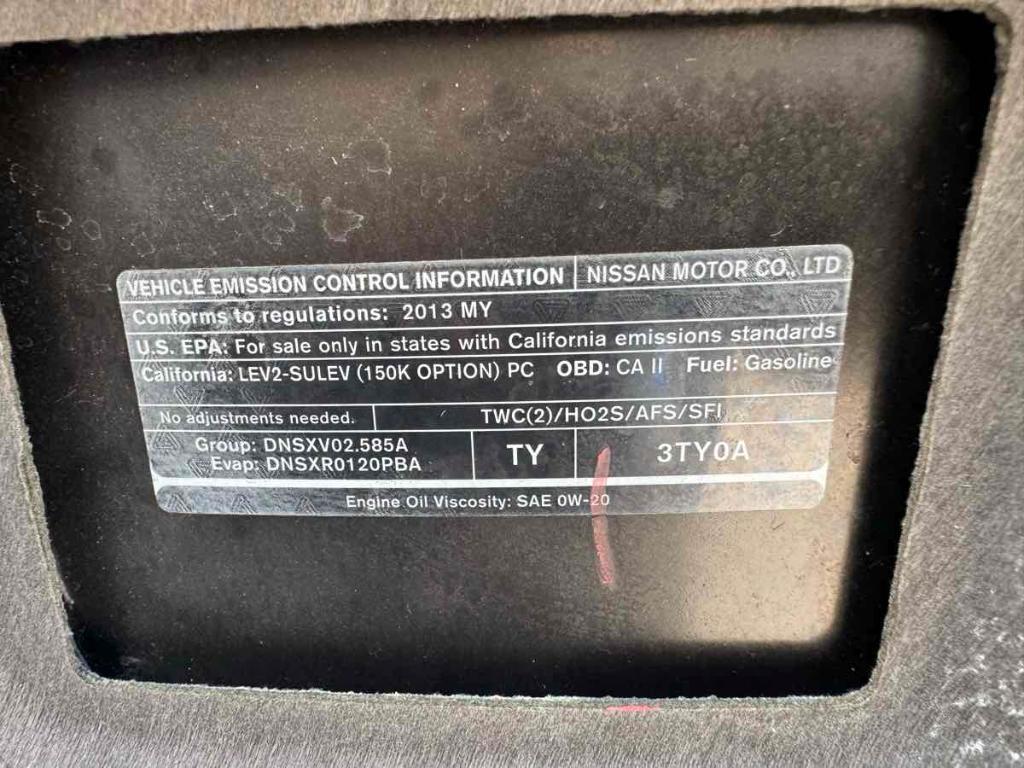 VEHICLE EMISSION CONTROL INFORMATION NISSAN MOTOR CO., LTD
Conforms to regulations: 2013 MY
U.S. EPA: For sale only in states with California emissions standards
California: LEV2-SULEV (150K OPTION) PC OBD: CA II Fuel: Gasoline
No adjustments needed. TWC(2)/HO2S/AFS/SFI
Group: DNSXV02.585A
Evap: DNSXR0120PBA
TY 3TY0A
Engine Oil Viscosity: SAE 0W-20